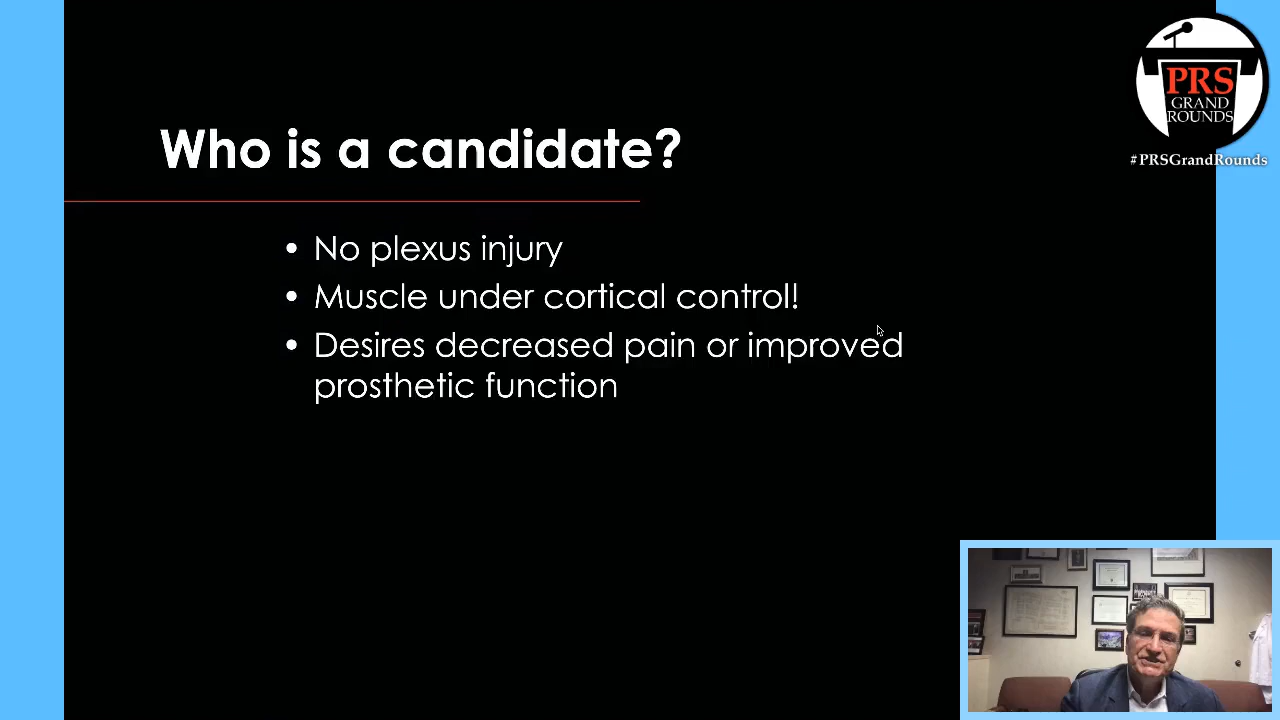 PRS
GRAND
ROUNDS
#PRSGrandRounds
Who is a candidate?
• No plexus injury
• Muscle under cortical control!
• Desires decreased pain or improved
prosthetic function